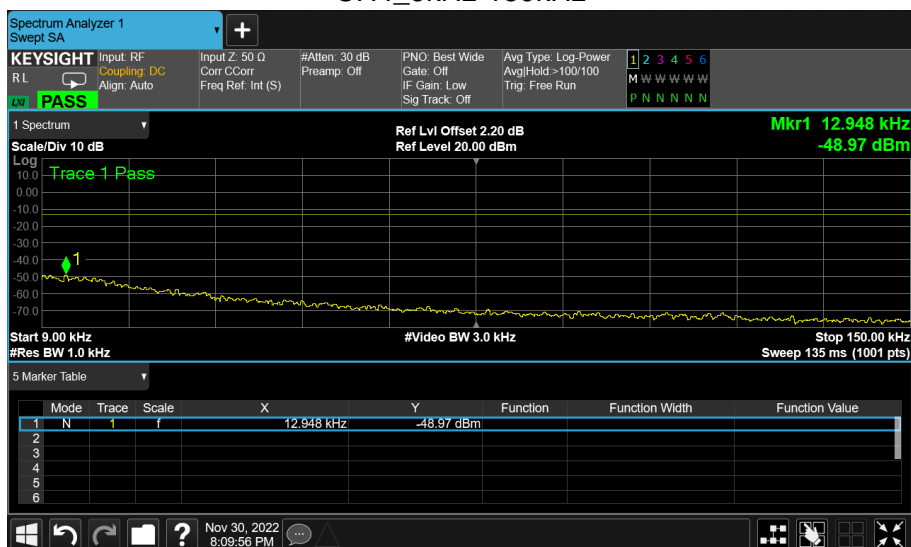 Spectrum Analyzer 1
Swept SA
+
KEYSIGHT Input: RF Input Z: 50 Ω #Atten: 30 dB PNO: Best Wide Avg Type: Log-Power 1 2 3 4 5 6
RL Coupling: DC Corr CCorr Preamp: Off Gate: Off Avg|Hold:>100/100 M W W W W W
Align: Auto Freq Ref: Int (S) IF Gain: Low Trig: Free Run
LXI PASS Sig Track: Off P N N N N N
1 Spectrum Ref Lvl Offset 2.20 dB Mkr1 12.948 kHz
Scale/Div 10 dB Ref Level 20.00 dBm -48.97 dBm
Log
10.0 Trace 1 Pass
0.00
-10.0
-20.0
-30.0
-40.0 1
-50.0
-60.0
-70.0
Start 9.00 kHz #Video BW 3.0 kHz Stop 150.00 kHz
#Res BW 1.0 kHz Sweep 135 ms (1001 pts)
5 Marker Table
Mode Trace Scale X Y Function Function Width Function Value
1 N 1 f 12.948 kHz -48.97 dBm
2
3
4
5
6
? Nov 30, 2022
8:09:56 PM